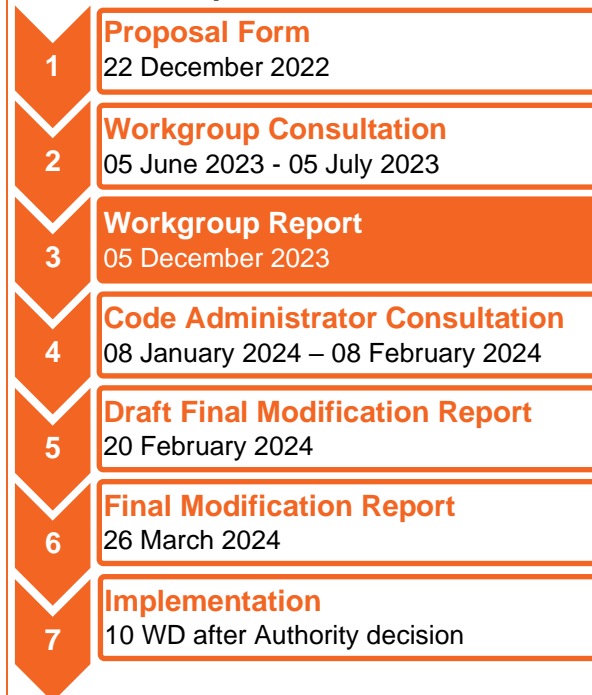 Proposal Form
1
22 December 2022
Workgroup Consultation
2
05 June 2023 - 05 July 2023
Workgroup Report
3
05 December 2023
Code Administrator Consultation
4
08 January 2024 – 08 February 2024
Draft Final Modification Report
5
20 February 2024
Final Modification Report
6
26 March 2024
Implementation
7
10 WD after Authority decision